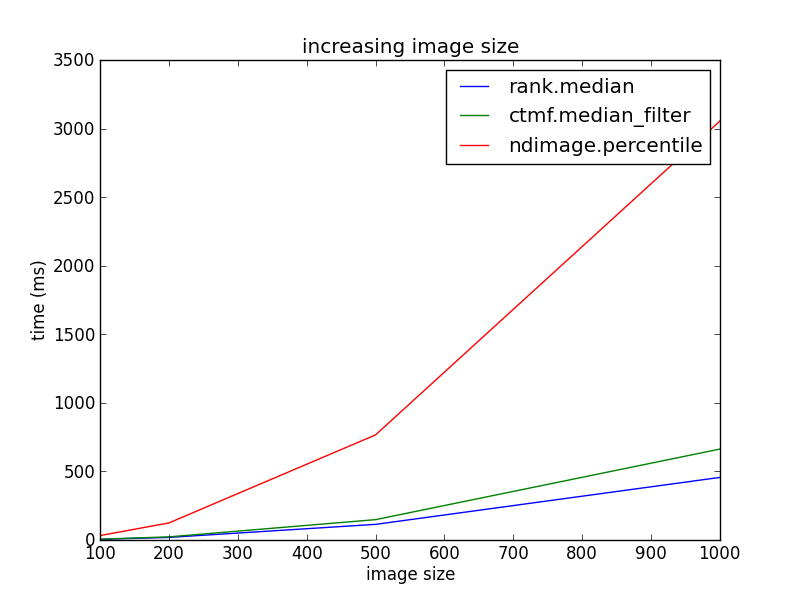 increasing image size
rank.median
ctmf.median_filter
ndimage.percentile
3500
3000
2500
2000
1500
1000
500
0
time (ms)
100 200 300 400 500 600 700 800 900 1000
image size